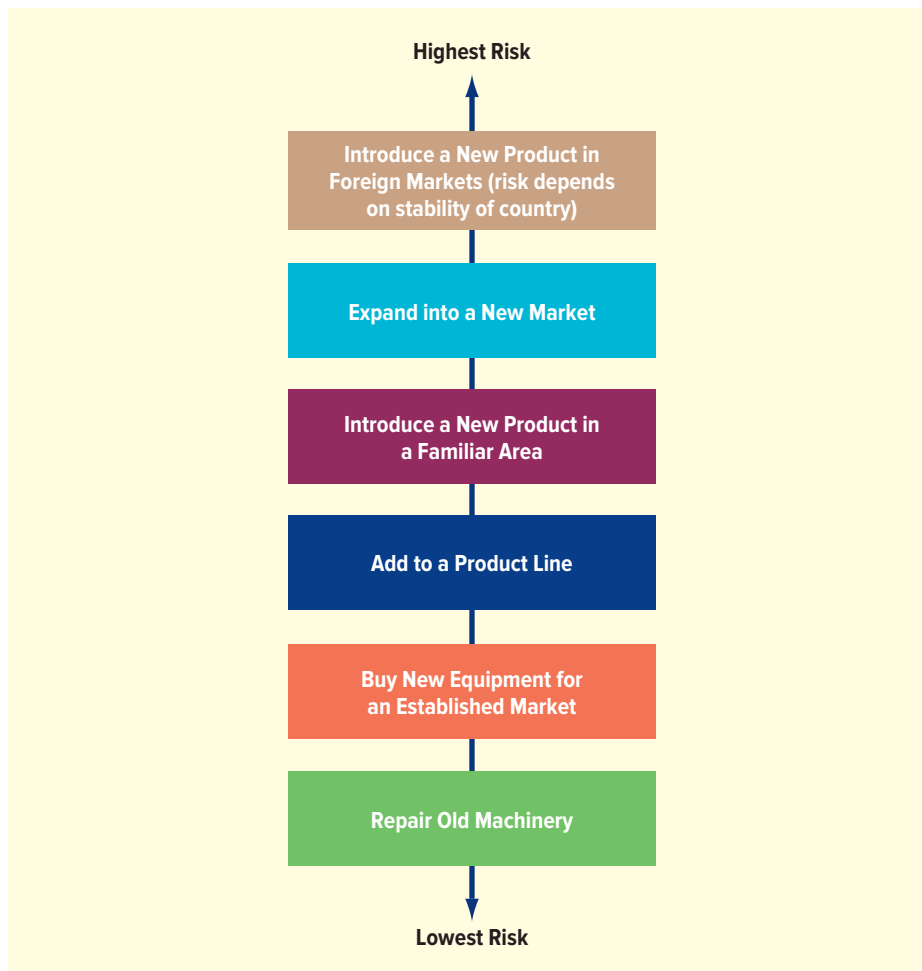 Highest Risk
Introduce a New Product in
Foreign Markets (risk depends
on stability of country)
Expand into a New Market
Introduce a New Product in
a Familiar Area
Add to a Product Line
Buy New Equipment for
an Established Market
Repair Old Machinery
Lowest Risk